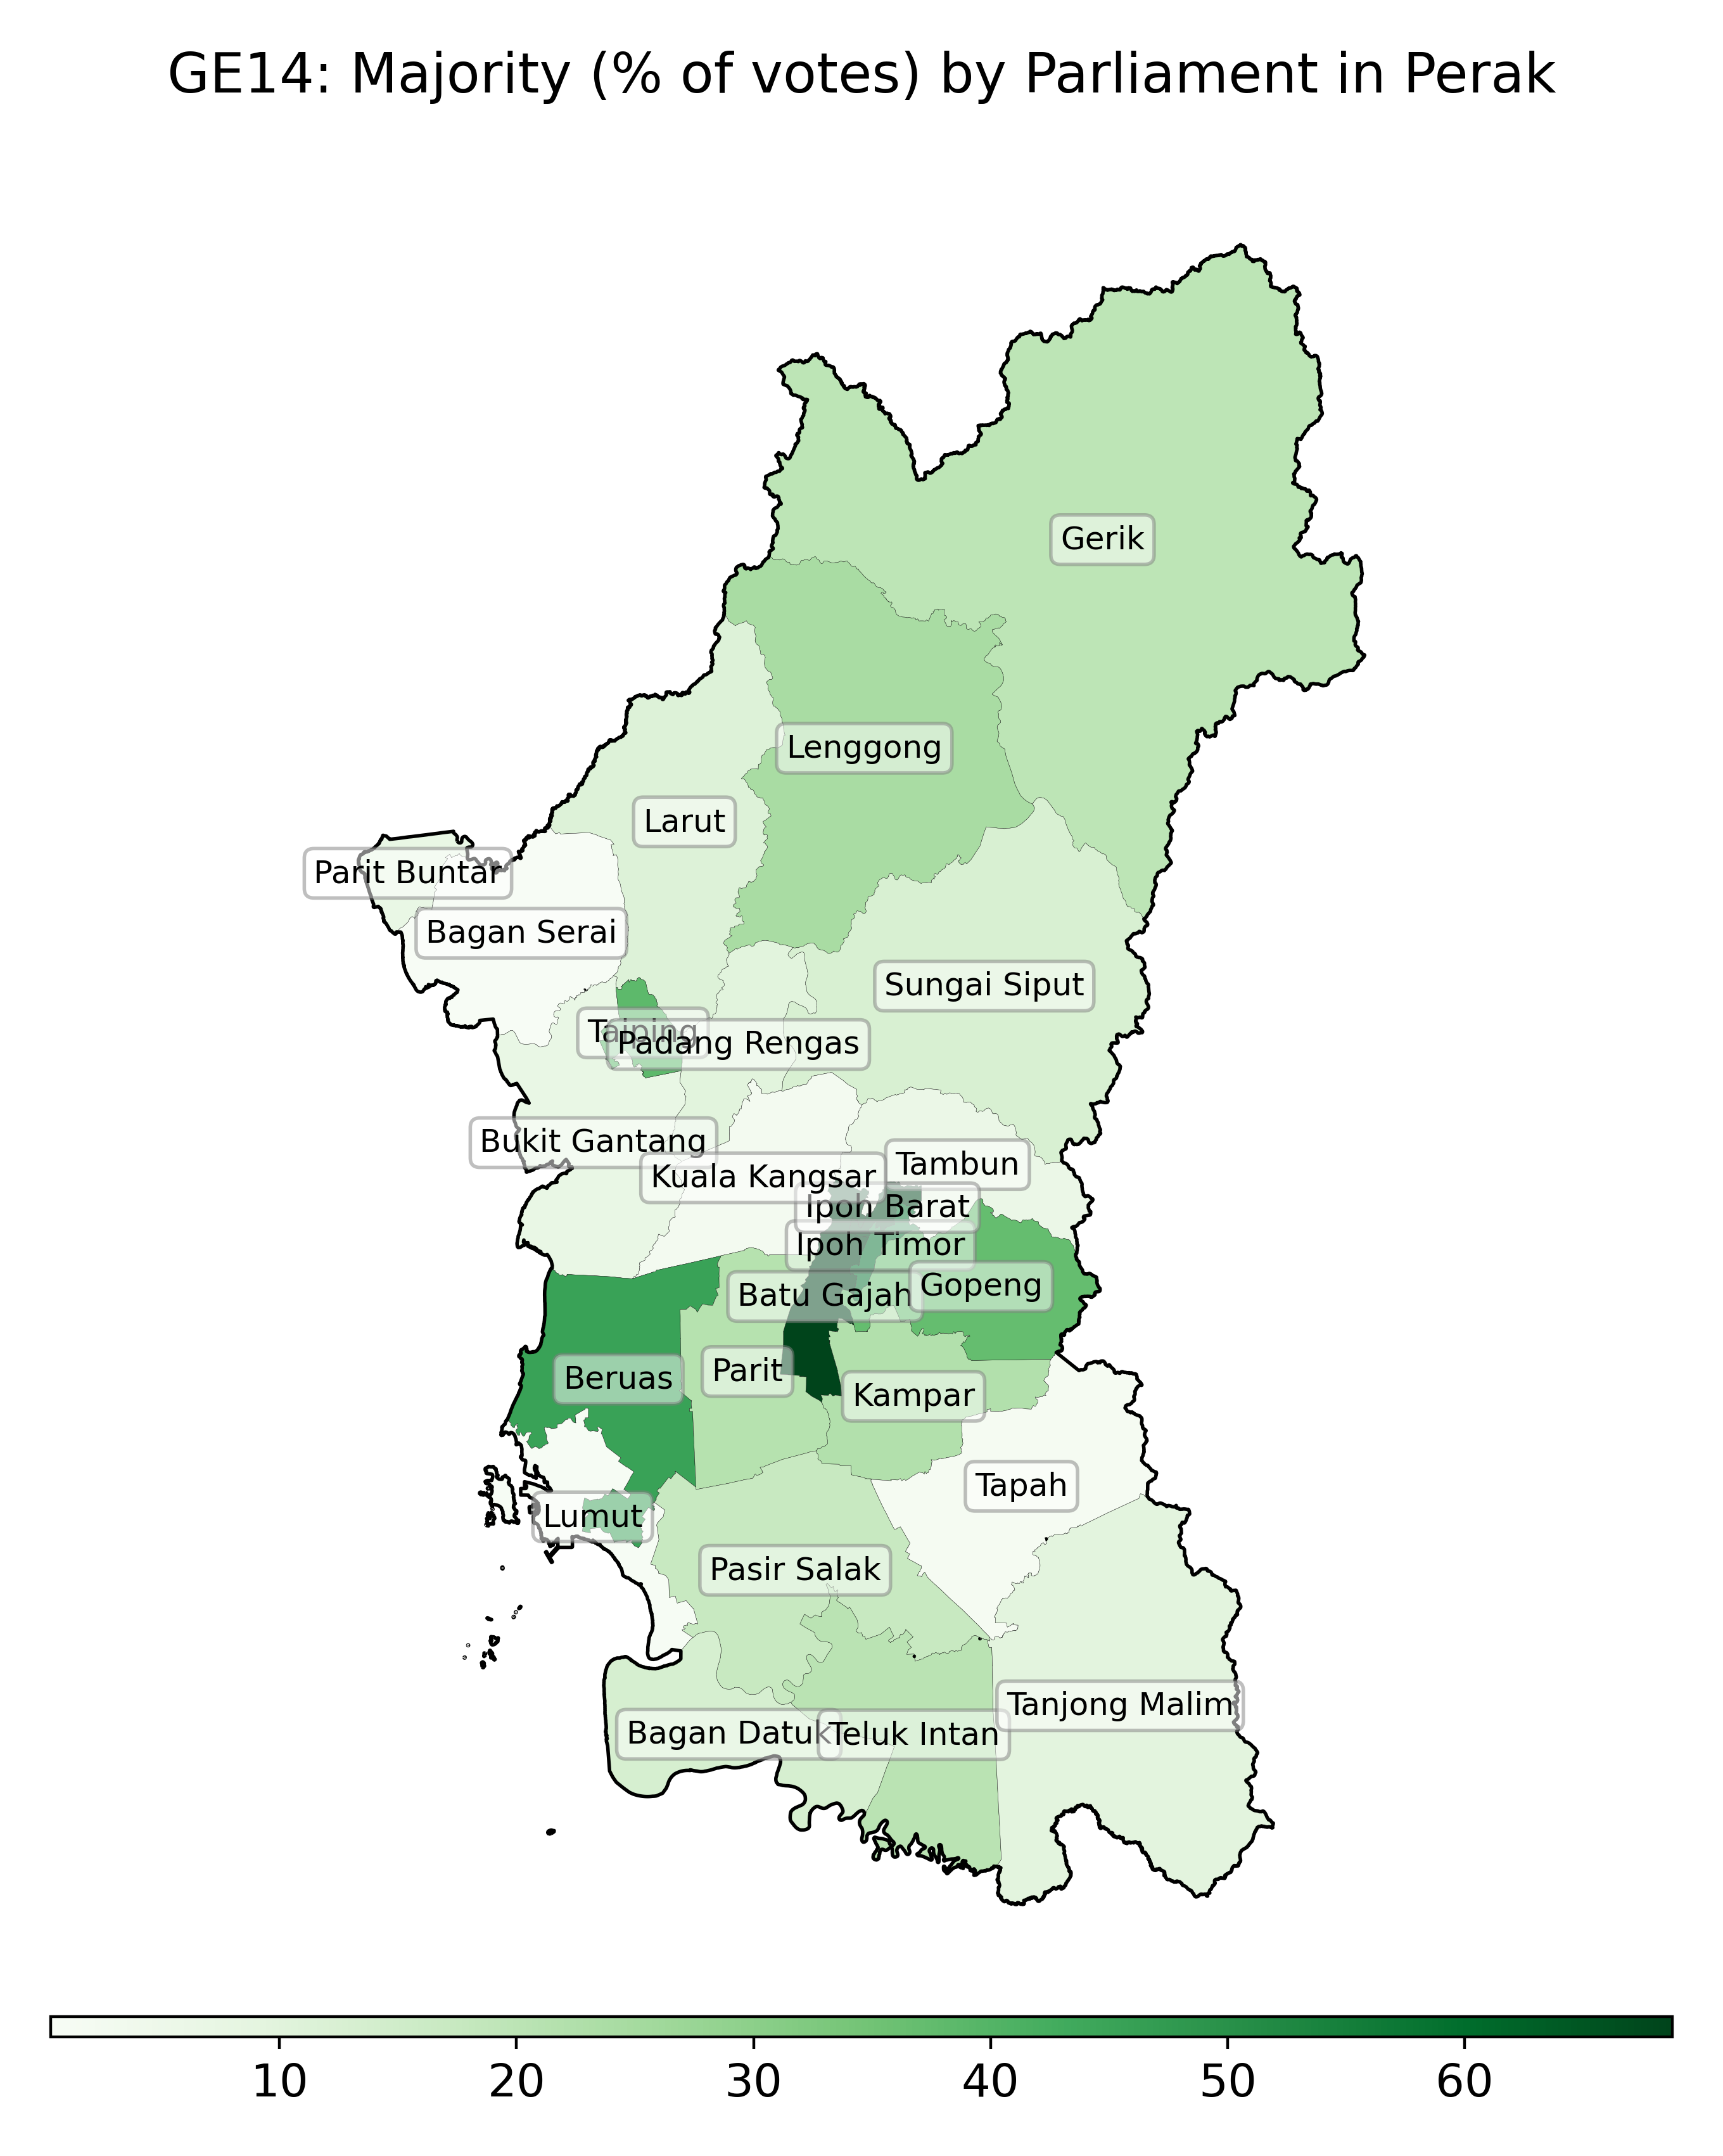 GE14: Majority (% of votes) by Parliament in Perak
Gerik
Lenggong
Larut
Parit Buntar
Bagan Serai
Sungai Siput
Taiping
Padang Rengas
Bukit Gantang
Tambun
Kuala Kangsar
Ipoh Barat
Ipoh Timor
Gopeng
Batu Gajah
Parit
Beruas
Kampar
Tapah
Lumut
Pasir Salak
Tanjong Malim
Bagan Datuk
Teluk Intan
10 20 30 40 50 60